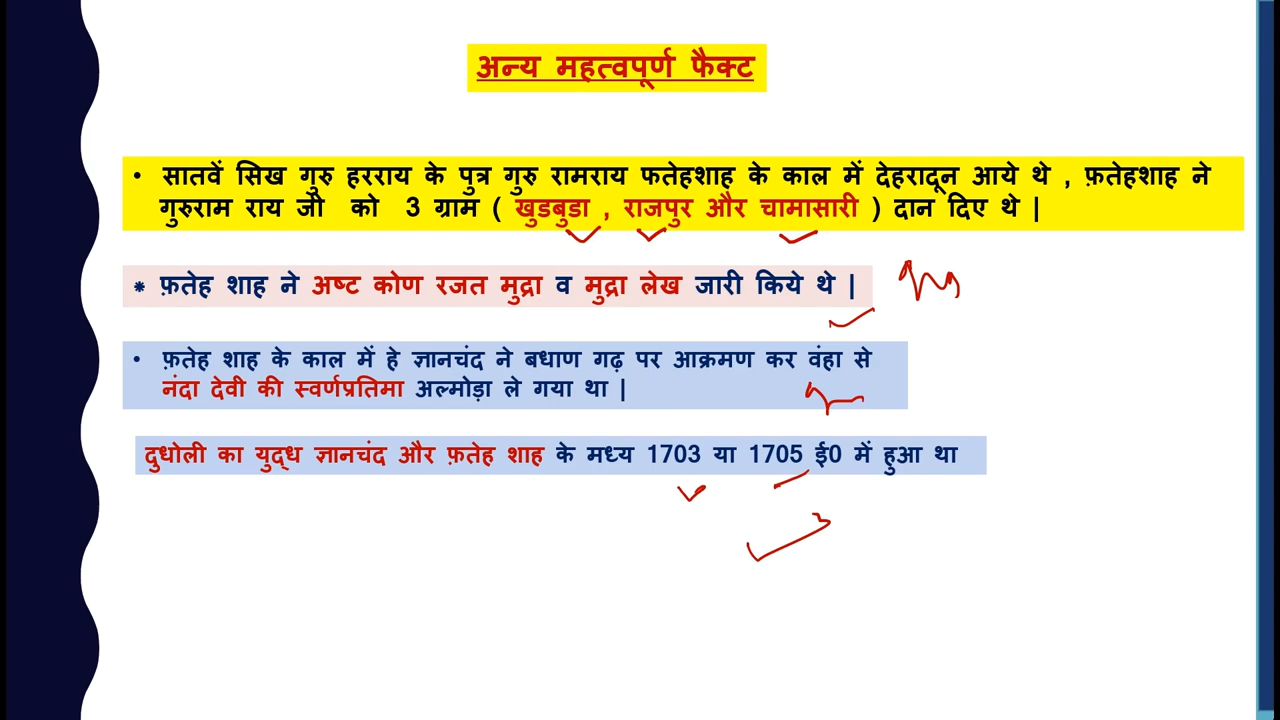 अन्य महत्वपूर्ण फैक्ट
• सातवें सिख गुरु हरराय के पुत्र गुरु रामराय फतेहशाह के काल में देहरादून आये थे , फ़तेहशाह ने
गुरुराम राय जी को 3 ग्राम ( खुडबुडा , राजपुर और चामासारी ) दान दिए थे |
* फ़तेह शाह ने अष्ट कोण रजत मुद्रा व मुद्रा लेख जारी किये थे |
• फ़तेह शाह के काल में हे ज्ञानचंद ने बधाण गढ़ पर आक्रमण कर वंहा से
नंदा देवी की स्वर्णप्रतिमा अल्मोड़ा ले गया था |
दुधोली का युद्ध ज्ञानचंद और फ़तेह शाह के मध्य 1703 या 1705 ई0 में हुआ था